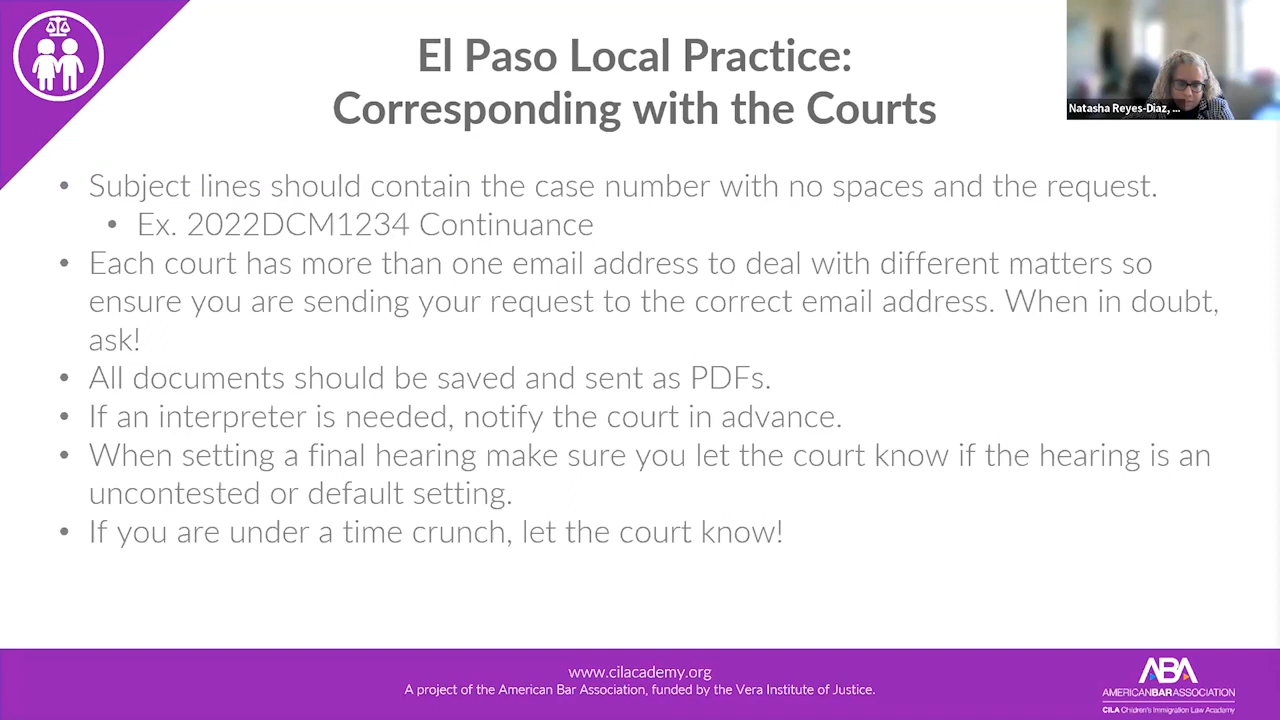 El Paso Local Practice:
Corresponding with the Courts
Natasha Reyes-Diaz, ...
• Subject lines should contain the case number with no spaces and the request.
• Ex. 2022DCM1234 Continuance
• Each court has more than one email address to deal with different matters so
ensure you are sending your request to the correct email address. When in doubt,
ask!
• All documents should be saved and sent as PDFs.
• If an interpreter is needed, notify the court in advance.
• When setting a final hearing make sure you let the court know if the hearing is an
uncontested or default setting.
• If you are under a time crunch, let the court know!
www.cilacademy.org
A project of the American Bar Association, funded by the Vera Institute of Justice.
ABA
AMERICANBARASSOCIATION
CILA Children's Immigration Law Academy